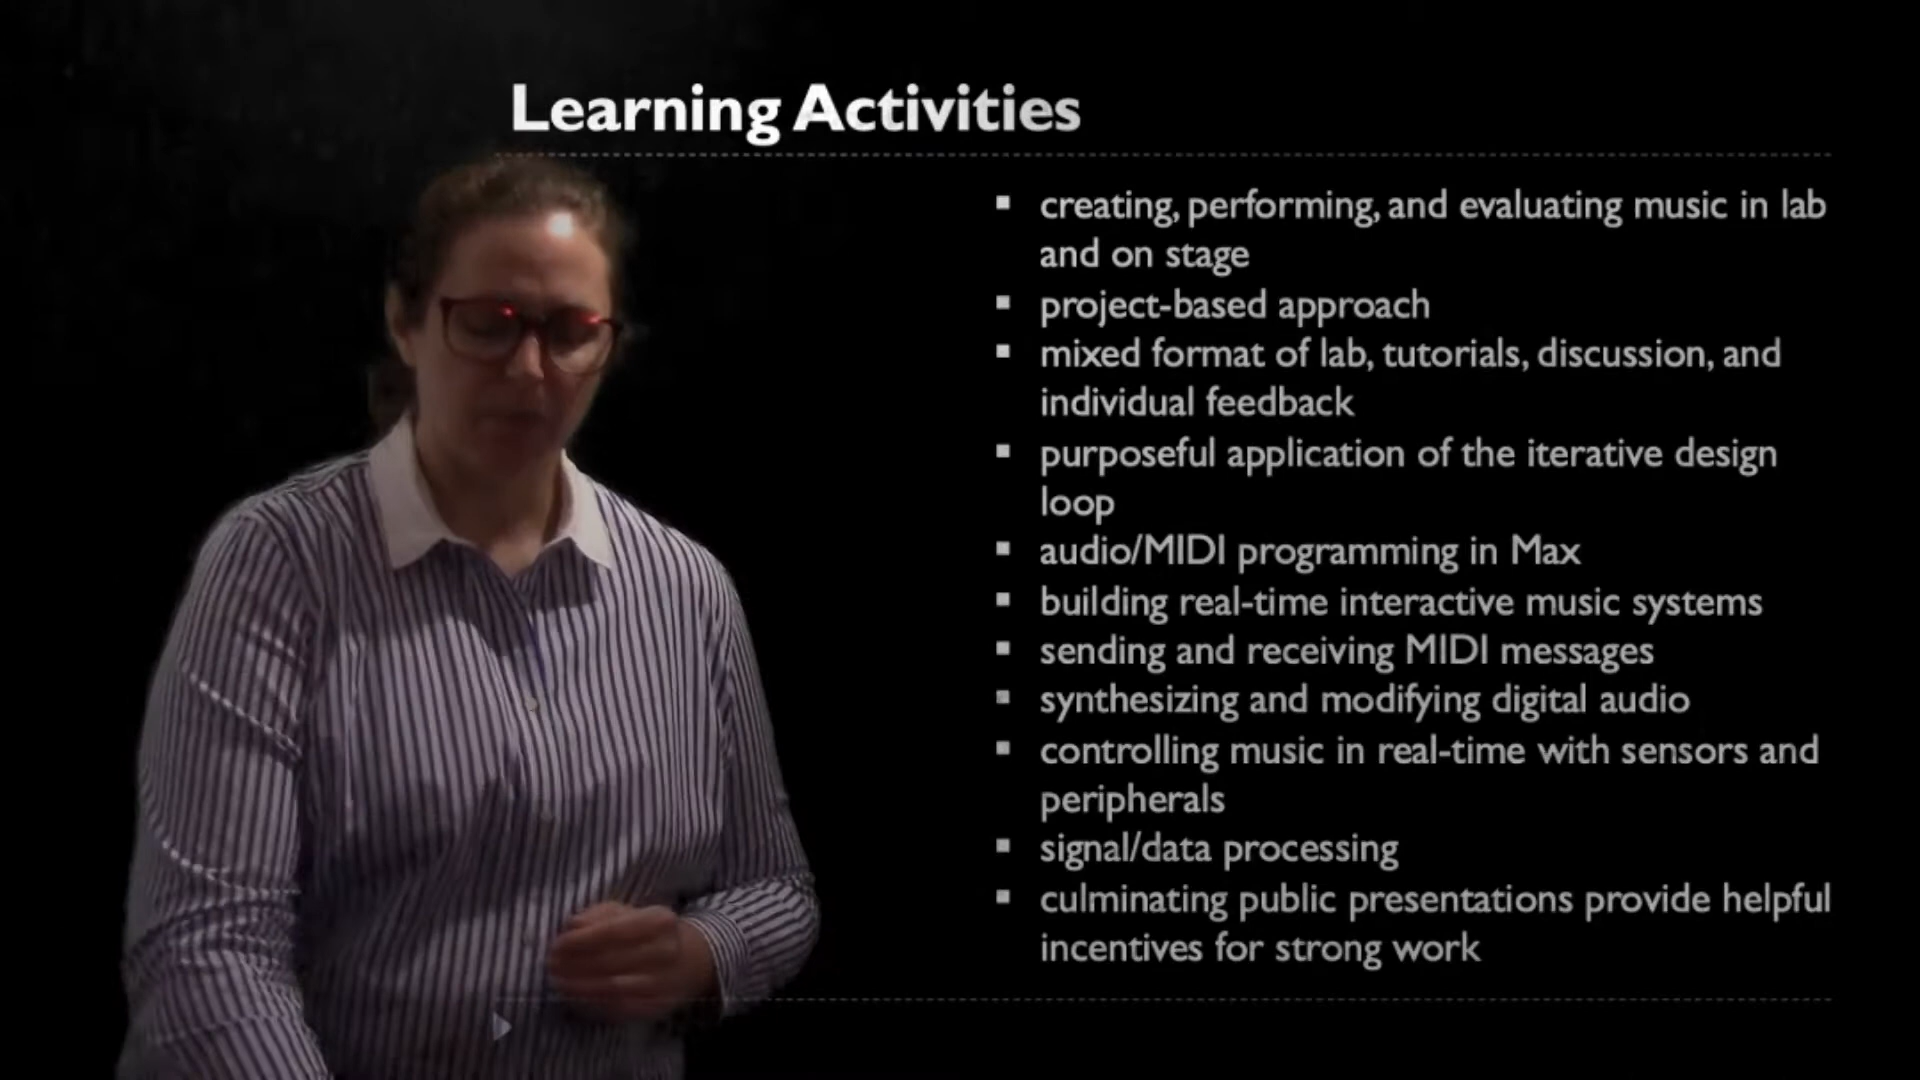 Learning Activities
creating, performing, and evaluating music in lab
and on stage
project-based approach
mixed format of lab, tutorials, discussion, and
individual feedback
purposeful application of the iterative design
loop
audio/MIDI programming in Max
building real-time interactive music systems
sending and receiving MIDI messages
synthesizing and modifying digital audio
controlling music in real-time with sensors and
peripherals
signal/data processing
culminating public presentations provide helpful
incentives for strong work